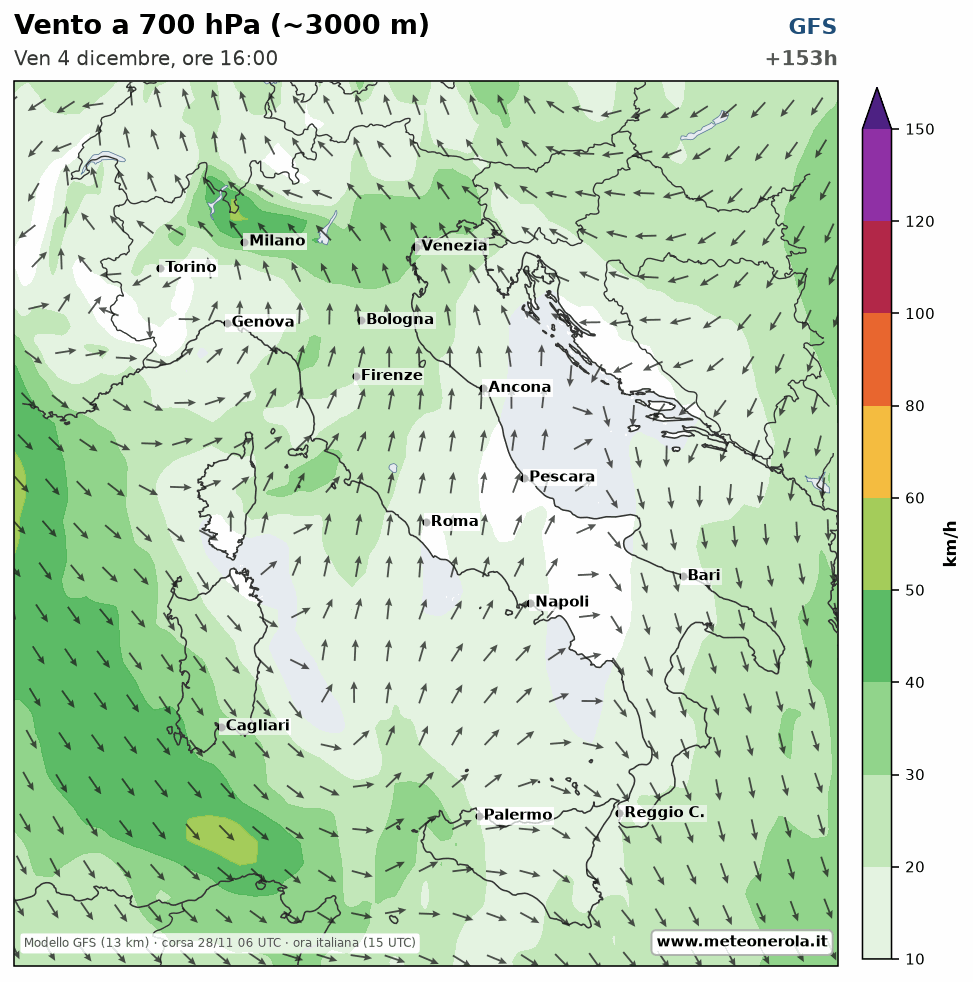 Vento a 700 hPa (~3000 m)
GFS
Ven 4 dicembre, ore 16:00
+153h
150
120
100
80
60
50
40
30
20
10
km/h
Milano
Venezia
Torino
Genova
Bologna
Firenze
Ancona
Pescara
Roma
Bari
Napoli
Cagliari
Palermo
Reggio C.
Modello GFS (13 km) · corsa 28/11 06 UTC · ora italiana (15 UTC)
www.meteonerola.it